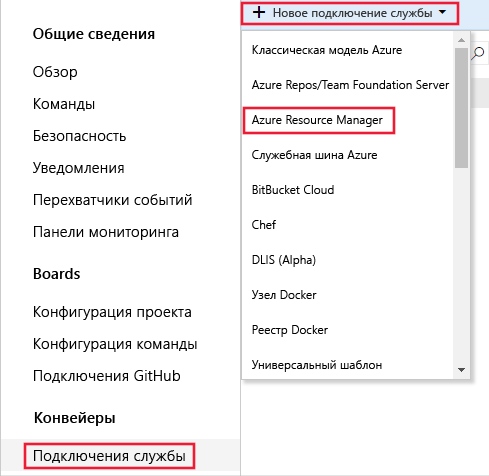 Общие сведения
Обзор
Команды
Безопасность
Уведомления
Перехватчики событий
Панели мониторинга
Boards
Конфигурация проекта
Конфигурация команды
Подключения GitHub
Конвейеры
Подключения службы
+ Новое подключение службы
Классическая модель Azure
Azure Repos/Team Foundation Server
Azure Resource Manager
Служебная шина Azure
BitBucket Cloud
Chef
DLIS (Alpha)
Узел Docker
Реестр Docker
Универсальный шаблон